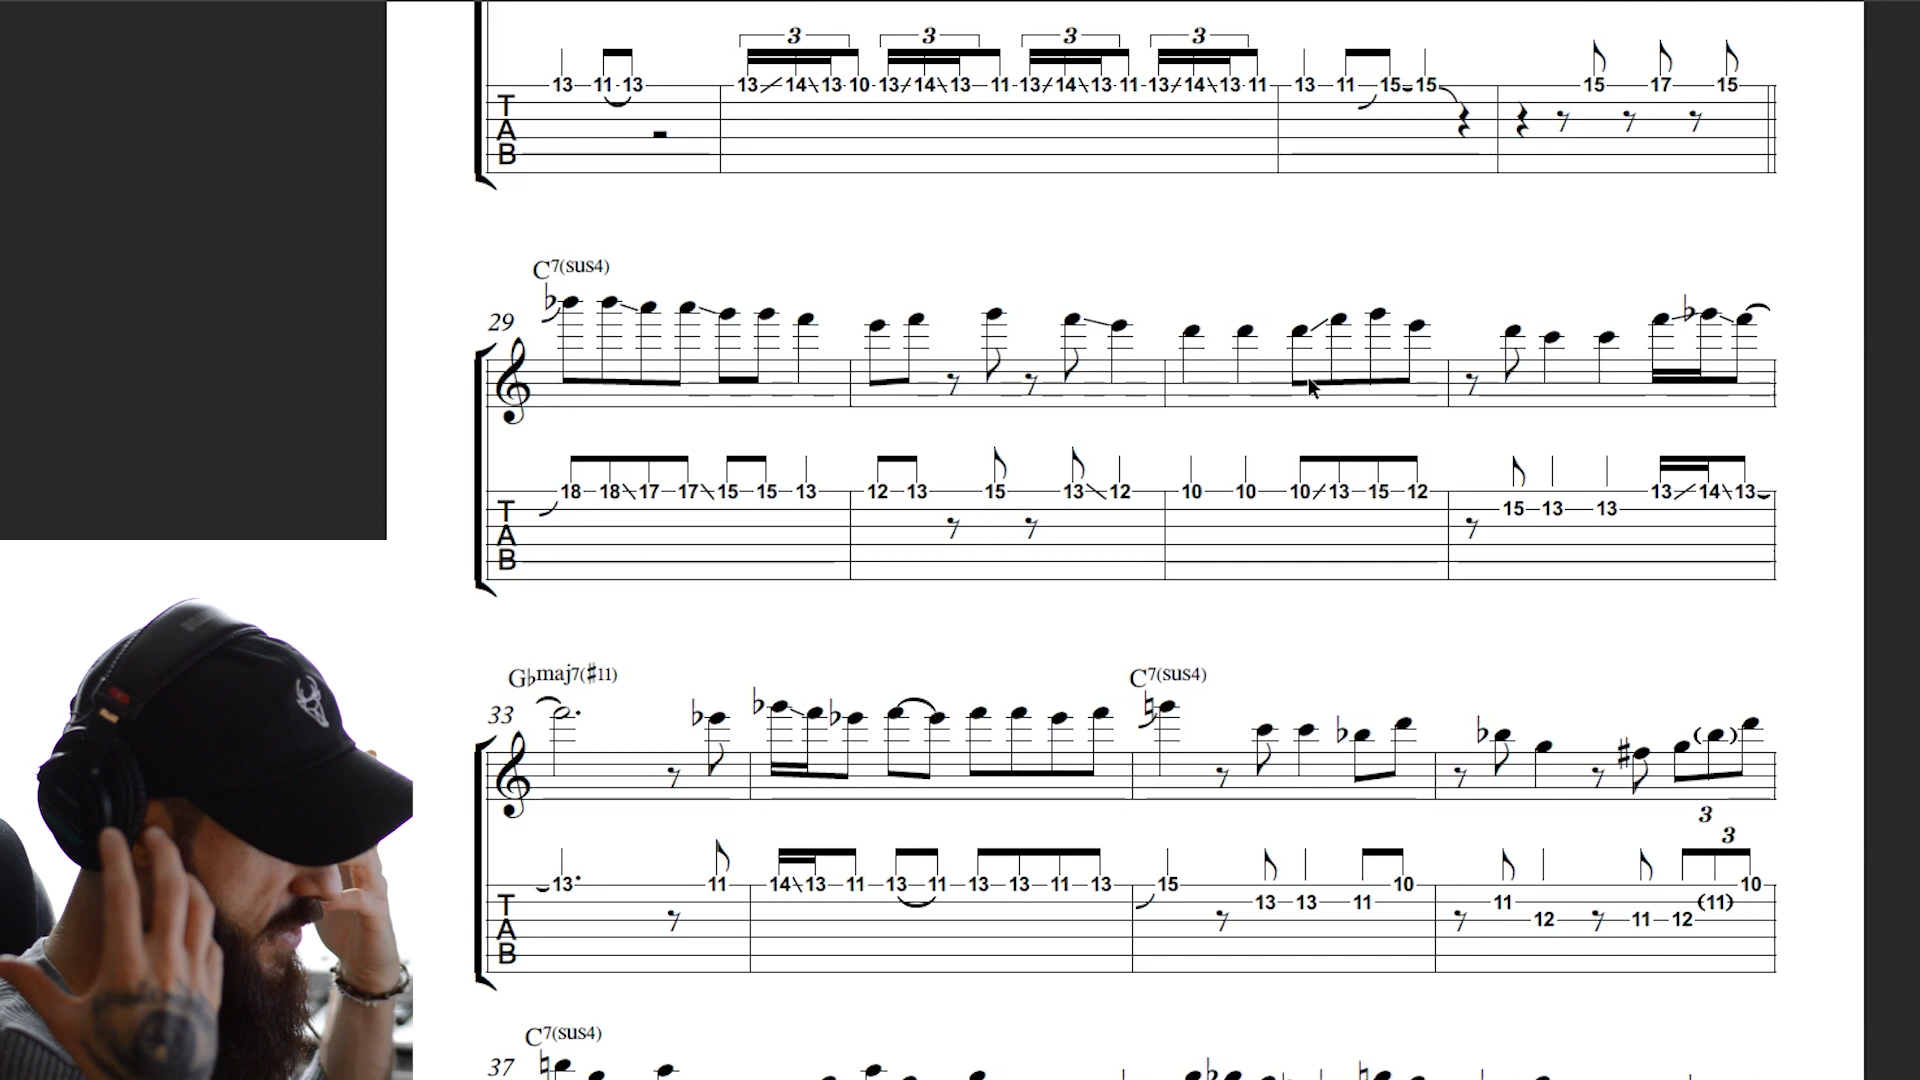 3 3 3 3
13 11 13 13 14 13 10 13 14 13 11 13 14 13 11 13 14 13 11 13 11 15 15 15 17 15
T
A
B
C7(sus4)
29
18 18 17 17 15 15 13 12 13 15 13 12 10 10 10 13 15 12 13 14 13
T 15 13 13
A
B
G♭maj7(♯11) C7(sus4)
33
3
3
13 11 14 13 11 13 11 13 13 11 13 15 10 10
T 13 13 11 11 (11)
A 12 11 12
B
C7(sus4)
37